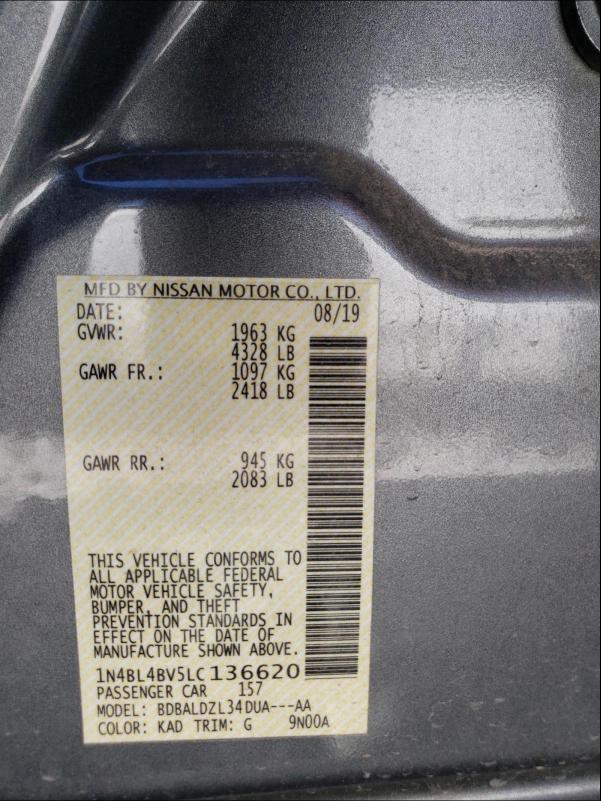 MFD BY NISSAN MOTOR CO., LTD.
DATE: 08/19
GVWR: 1963 KG
4328 LB
GAWR FR.: 1097 KG
2418 LB
GAWR RR.: 945 KG
2083 LB
THIS VEHICLE CONFORMS TO
ALL APPLICABLE FEDERAL
MOTOR VEHICLE SAFETY,
BUMPER, AND THEFT
PREVENTION STANDARDS IN
EFFECT ON THE DATE OF
MANUFACTURE SHOWN ABOVE.
1N4BL4BV5LC136620
PASSENGER CAR 157
MODEL: BDBALDZL34DUA---AA
COLOR: KAD TRIM: G 9N00A